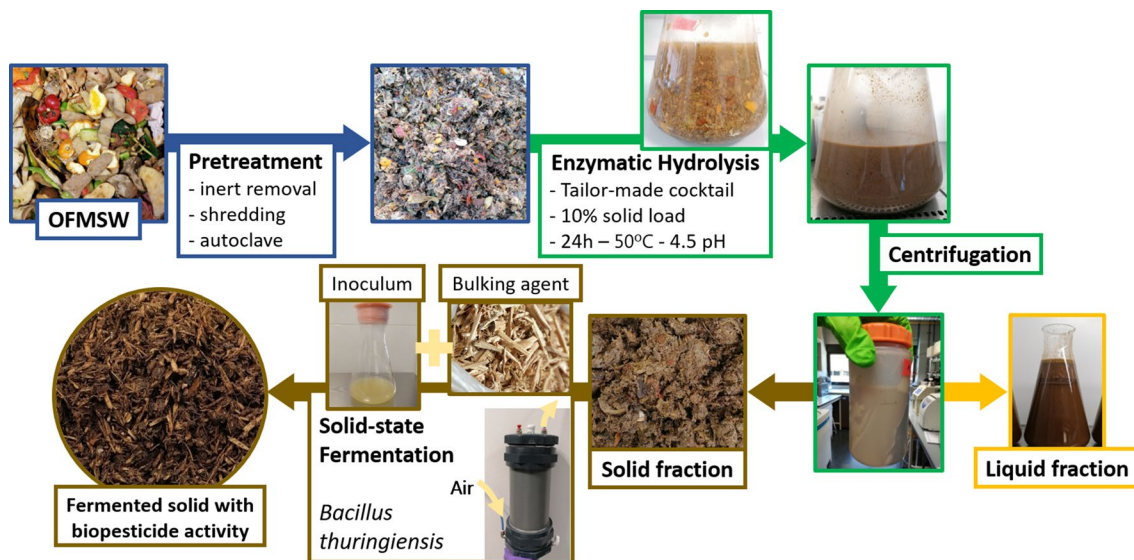 OFMSW
Pretreatment
- inert removal
- shredding
- autoclave
Enzymatic Hydrolysis
- Tailor-made cocktail
- 10% solid load
- 24h – 50ºC - 4.5 pH
Centrifugation
Liquid fraction
Solid fraction
Inoculum
Bulking agent
Solid-state
Fermentation
Air
Bacillus
thuringiensis
Fermented solid with
biopesticide activity